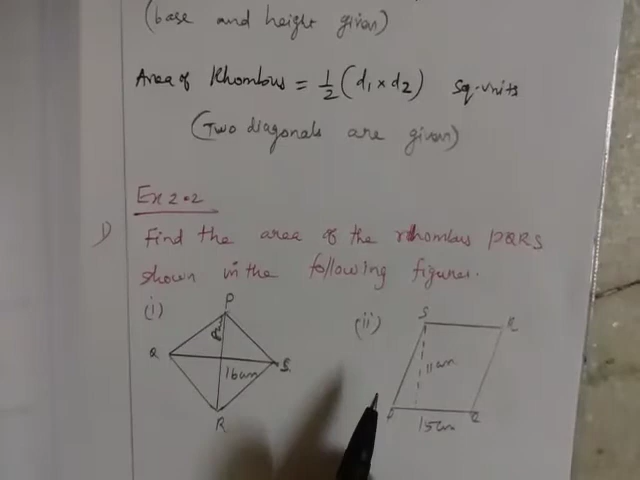 (base and height given)
Area of Rhombus = 1/2 (d₁ × d₂) sq.units
(Two diagonals are given)
Ex 2.2
1) Find the area of the rhombus PQRS
shown in the following figures.
(i) (ii)
P S R
Q 16cm S 11cm
R Q
15cm